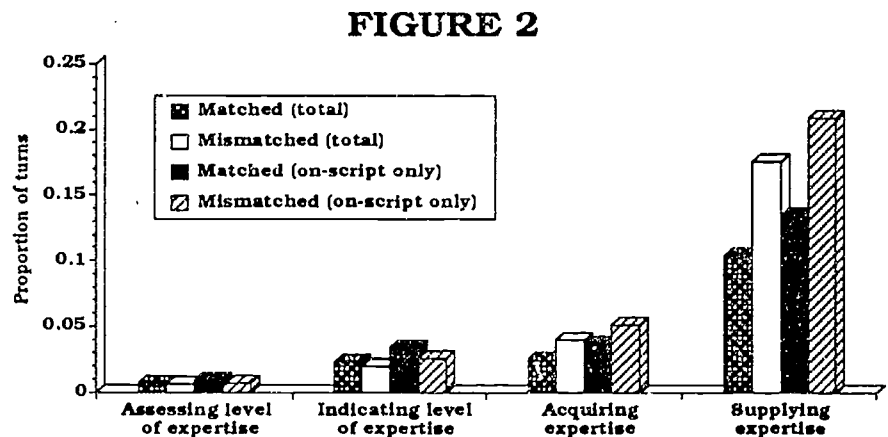 FIGURE 2
0.25
0.2
0.15
0.1
0.05
0
Proportion of turns
Matched (total)
Mismatched (total)
Matched (on-script only)
Mismatched (on-script only)
Assessing level
of expertise
Indicating level
of expertise
Acquiring
expertise
Supplying
expertise